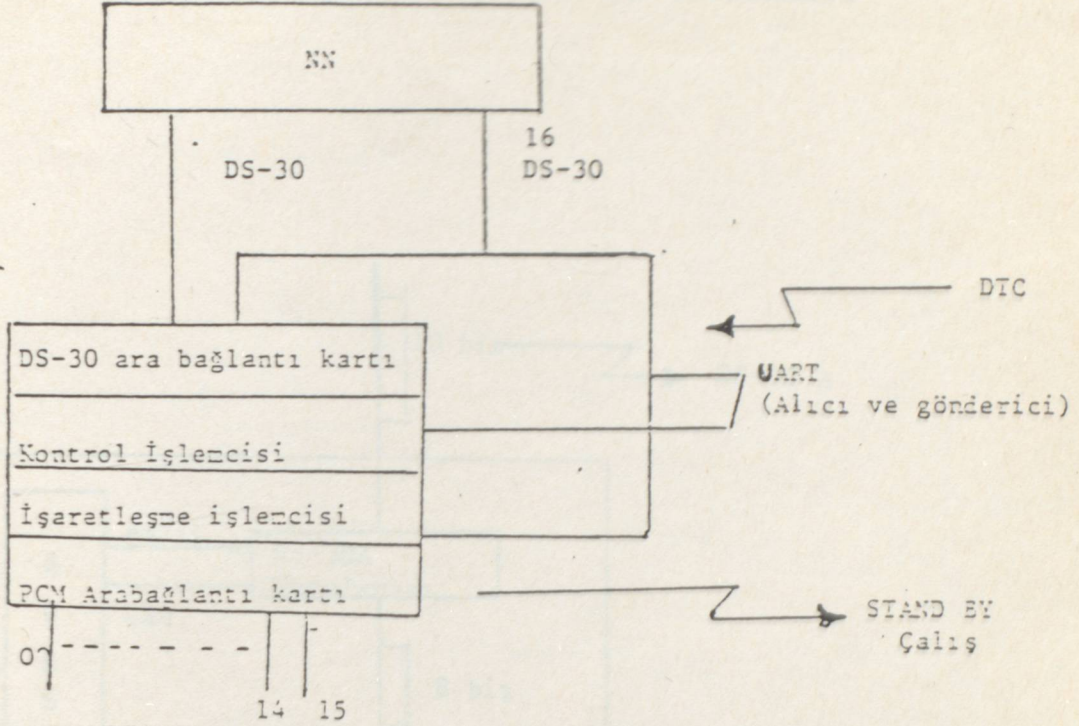 NN
16
DS-30
DS-30
DTC
DS-30 ara bağlantı kartı
UART
(Alıcı ve gönderici)
Kontrol İşlemcisi
İşaretleşme işlemcisi
PCM Arabağlantı kartı
STAND BY
Çalış
0
14 15